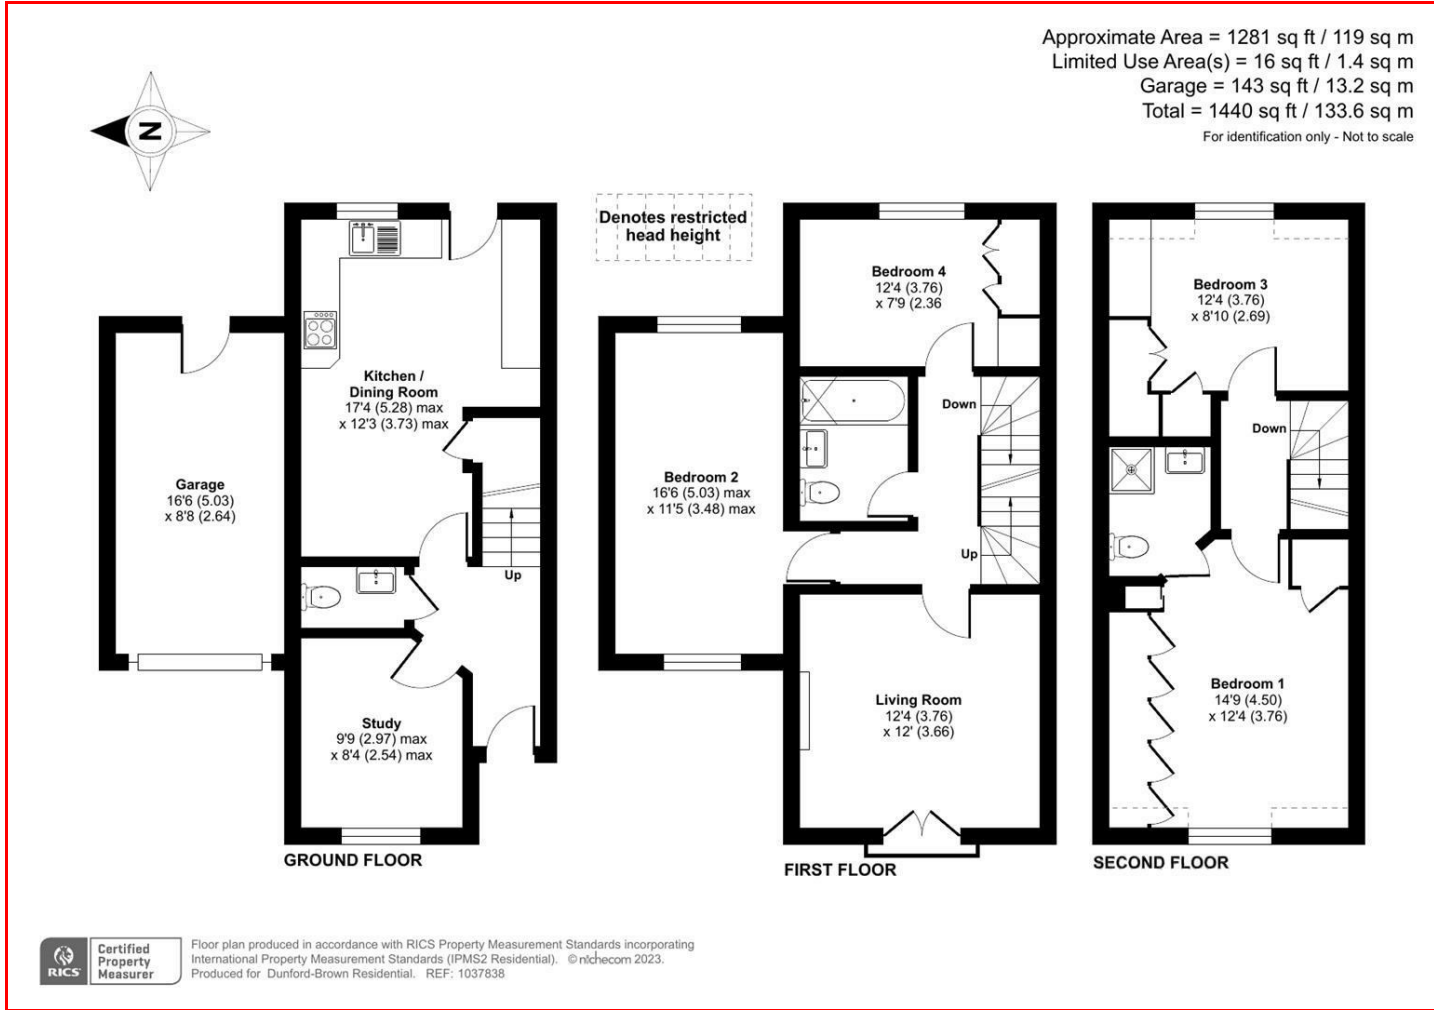 Approximate Area = 1281 sq ft / 119 sq m
Limited Use Area(s) = 16 sq ft / 1.4 sq m
Garage = 143 sq ft / 13.2 sq m
Total = 1440 sq ft / 133.6 sq m
For identification only - Not to scale
N
Denotes restricted
head height
Kitchen /
Dining Room
17'4 (5.28) max
x 12'3 (3.73) max
Garage
16'6 (5.03)
x 8'8 (2.64)
Up
Study
9'9 (2.97) max
x 8'4 (2.54) max
GROUND FLOOR
Bedroom 4
12'4 (3.76)
x 7'9 (2.36
Down
Bedroom 2
16'6 (5.03) max
x 11'5 (3.48) max
Up
Living Room
12'4 (3.76)
x 12' (3.66)
FIRST FLOOR
Bedroom 3
12'4 (3.76)
x 8'10 (2.69)
Down
Bedroom 1
14'9 (4.50)
x 12'4 (3.76)
SECOND FLOOR
RICS
Certified
Property
Measurer
Floor plan produced in accordance with RICS Property Measurement Standards incorporating
International Property Measurement Standards (IPMS2 Residential). © nichecom 2023.
Produced for Dunford-Brown Residential. REF: 1037838